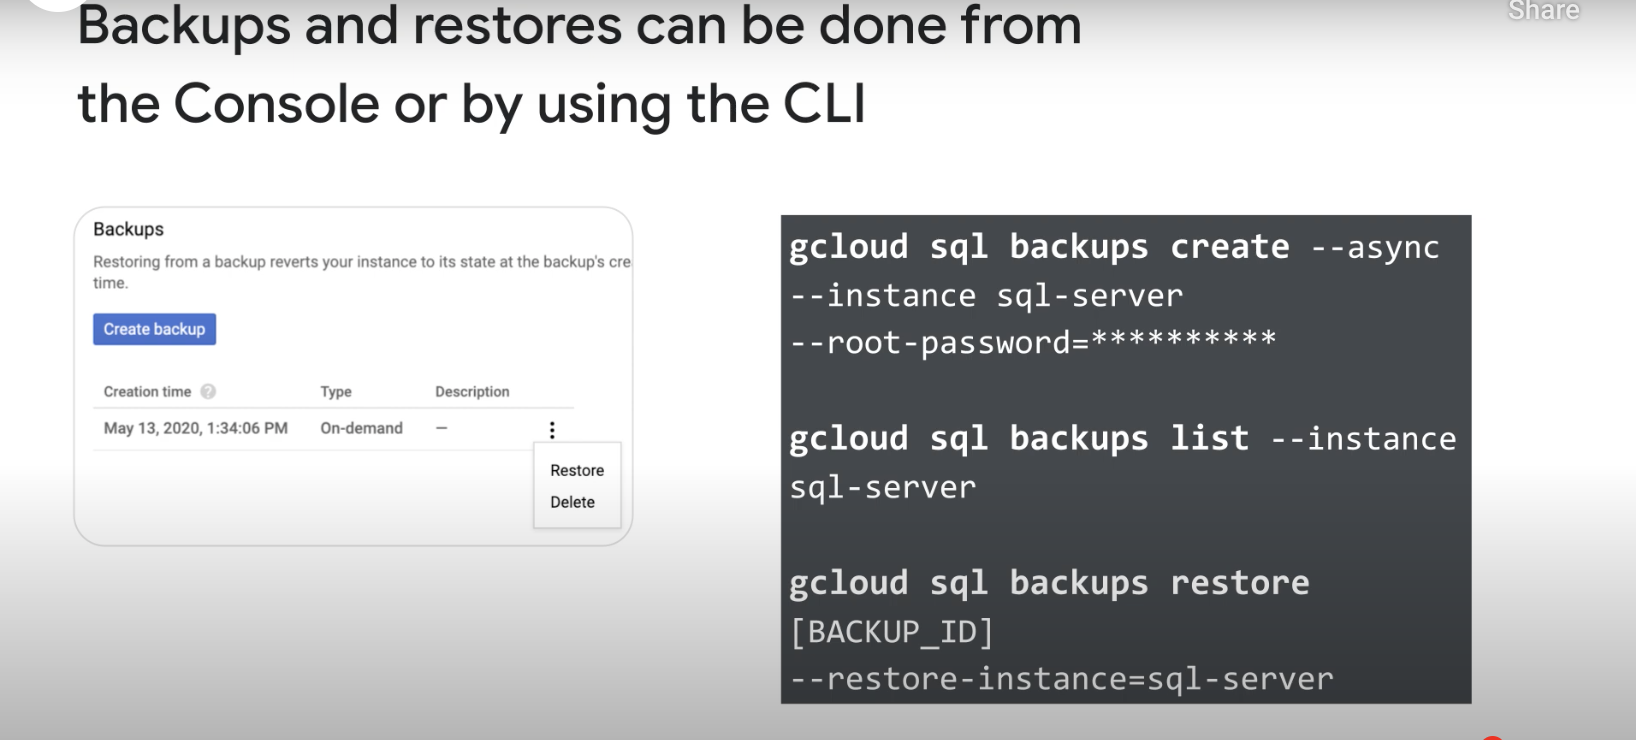 Share
Backups and restores can be done from
the Console or by using the CLI
Backups
Restoring from a backup reverts your instance to its state at the backup's cre
time.
Create backup
Creation time ? Type Description
May 13, 2020, 1:34:06 PM On-demand –
Restore
Delete
gcloud sql backups create --async
--instance sql-server
--root-password=**********
gcloud sql backups list --instance
sql-server
gcloud sql backups restore
[BACKUP_ID]
--restore-instance=sql-server